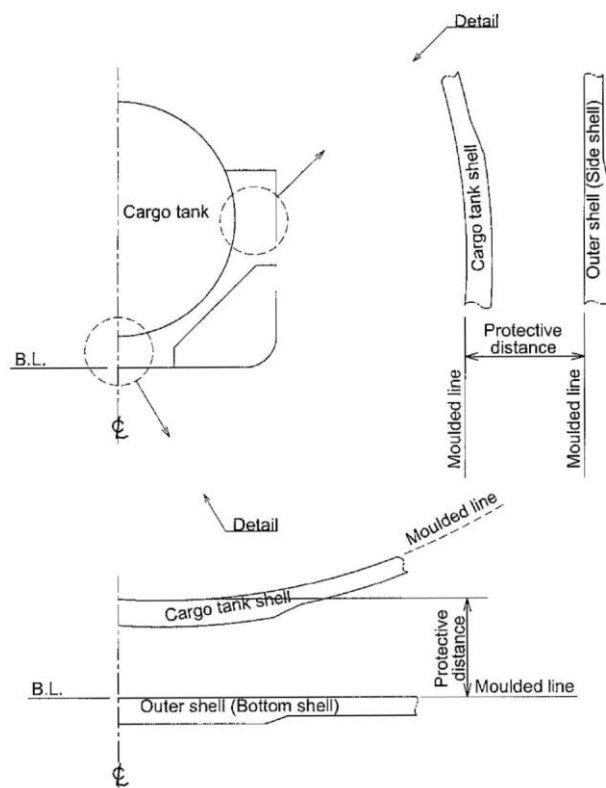 Detail
Cargo tank
B.L.
℄
Cargo tank shell
Outer shell (Side shell)
Protective
distance
Moulded line
Moulded line
Detail
Moulded line
Cargo tank shell
Protective
distance
B.L.
Moulded line
Outer shell (Bottom shell)
℄